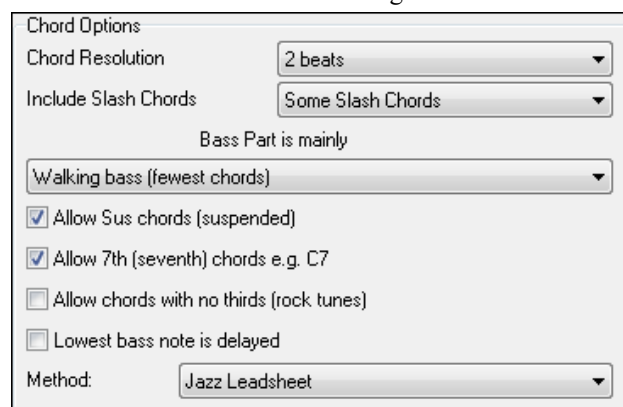 Chord Options
Chord Resolution 2 beats
Include Slash Chords Some Slash Chords
Bass Part is mainly
Walking bass (fewest chords)
Allow Sus chords (suspended)
Allow 7th (seventh) chords e.g. C7
Allow chords with no thirds (rock tunes)
Lowest bass note is delayed
Method: Jazz Leadsheet